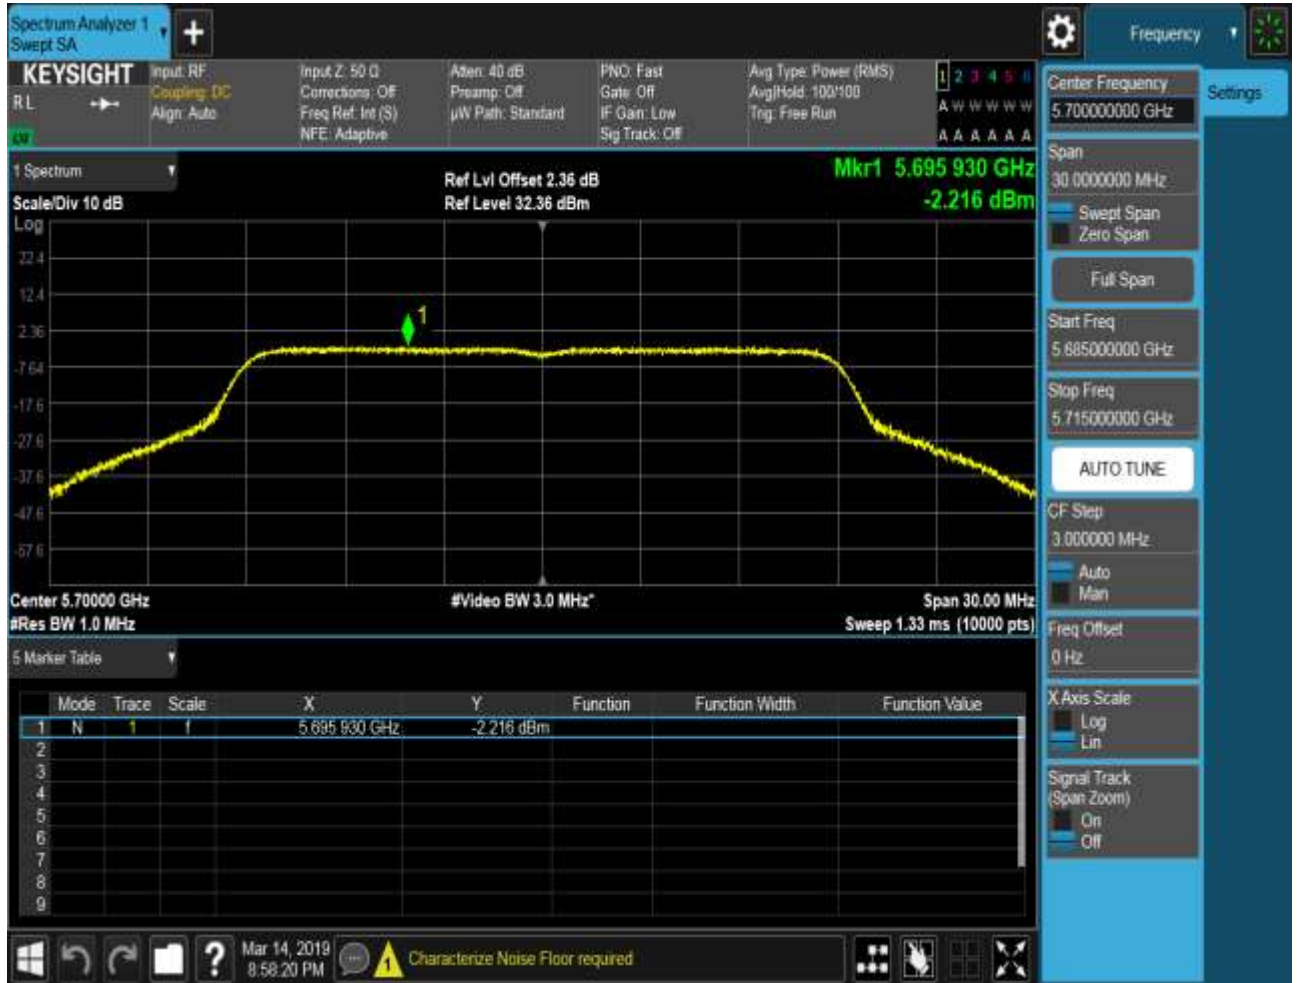 Spectrum Analyzer 1
Swept SA
Frequency
KEYSIGHT
R L
Input: RF
Coupling: DC
Align: Auto
Input Z: 50 Ω
Corrections: Off
Freq Ref: Int (S)
NFE: Adaptive
Atten: 40 dB
Preamp: Off
µW Path: Standard
PNO: Fast
Gate: Off
IF Gain: Low
Sig Track: Off
Avg Type: Power (RMS)
Avg|Hold: 100/100
Trig: Free Run
1 2 3 4 5 6
A W W W W W
A A A A A A
1 Spectrum
Scale/Div 10 dB
Ref Lvl Offset 2.36 dB
Ref Level 32.36 dBm
Mkr1 5.695 930 GHz
-2.216 dBm
Log
22.4
12.4
2.36
-7.64
-17.6
-27.6
-37.6
-47.6
-57.6
1
Center 5.70000 GHz
#Video BW 3.0 MHz*
Span 30.00 MHz
#Res BW 1.0 MHz
Sweep 1.33 ms (10000 pts)
5 Marker Table
Mode Trace Scale X Y Function Function Width Function Value
1 N 1 f 5.695 930 GHz -2.216 dBm
2
3
4
5
6
7
8
9
Mar 14, 2019
8:58:20 PM
?
1
Characterize Noise Floor required
Center Frequency
5.700000000 GHz
Settings
Span
30.0000000 MHz
Swept Span
Zero Span
Full Span
Start Freq
5.685000000 GHz
Stop Freq
5.715000000 GHz
AUTO TUNE
CF Step
3.000000 MHz
Auto
Man
Freq Offset
0 Hz
X Axis Scale
Log
Lin
Signal Track
(Span Zoom)
On
Off